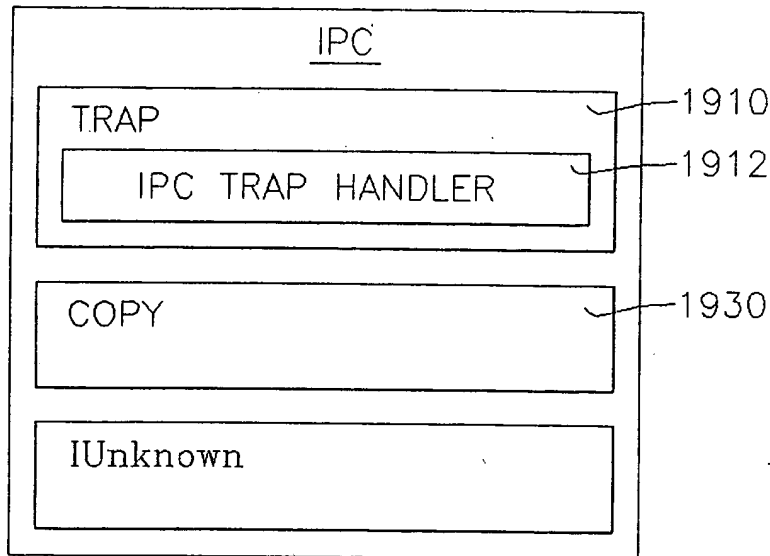 IPC
TRAP
1910
IPC TRAP HANDLER
1912
COPY
1930
IUnknown